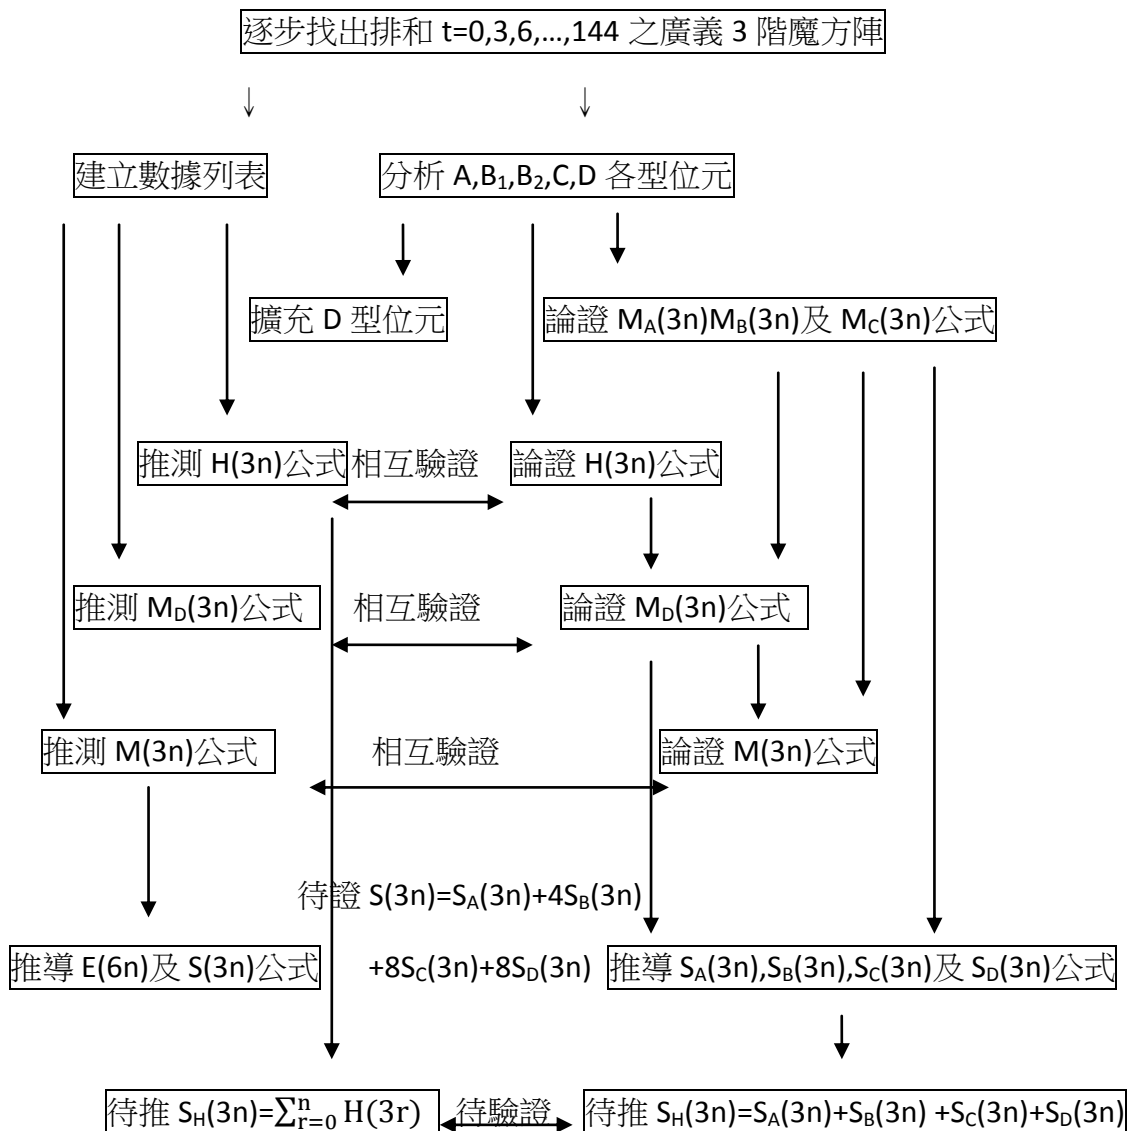 逐步找出排和 t=0,3,6,…,144 之廣義 3 階魔方陣
↓ ↓
建立數據列表 分析 A,B₁,B₂,C,D 各型位元
擴充 D 型位元 論證 M_A(3n)M_B(3n)及 M_C(3n)公式
推測 H(3n)公式 相互驗證 論證 H(3n)公式
推測 M_D(3n)公式 相互驗證 論證 M_D(3n)公式
推測 M(3n)公式 相互驗證 論證 M(3n)公式
待證 S(3n)=S_A(3n)+4S_B(3n)
推導 E(6n)及 S(3n)公式 +8S_C(3n)+8S_D(3n) 推導 S_A(3n),S_B(3n),S_C(3n)及 S_D(3n)公式
待推 S_H(3n)=∑_{r=0}^{n} H(3r) 待驗證 待推 S_H(3n)=S_A(3n)+S_B(3n) +S_C(3n)+S_D(3n)